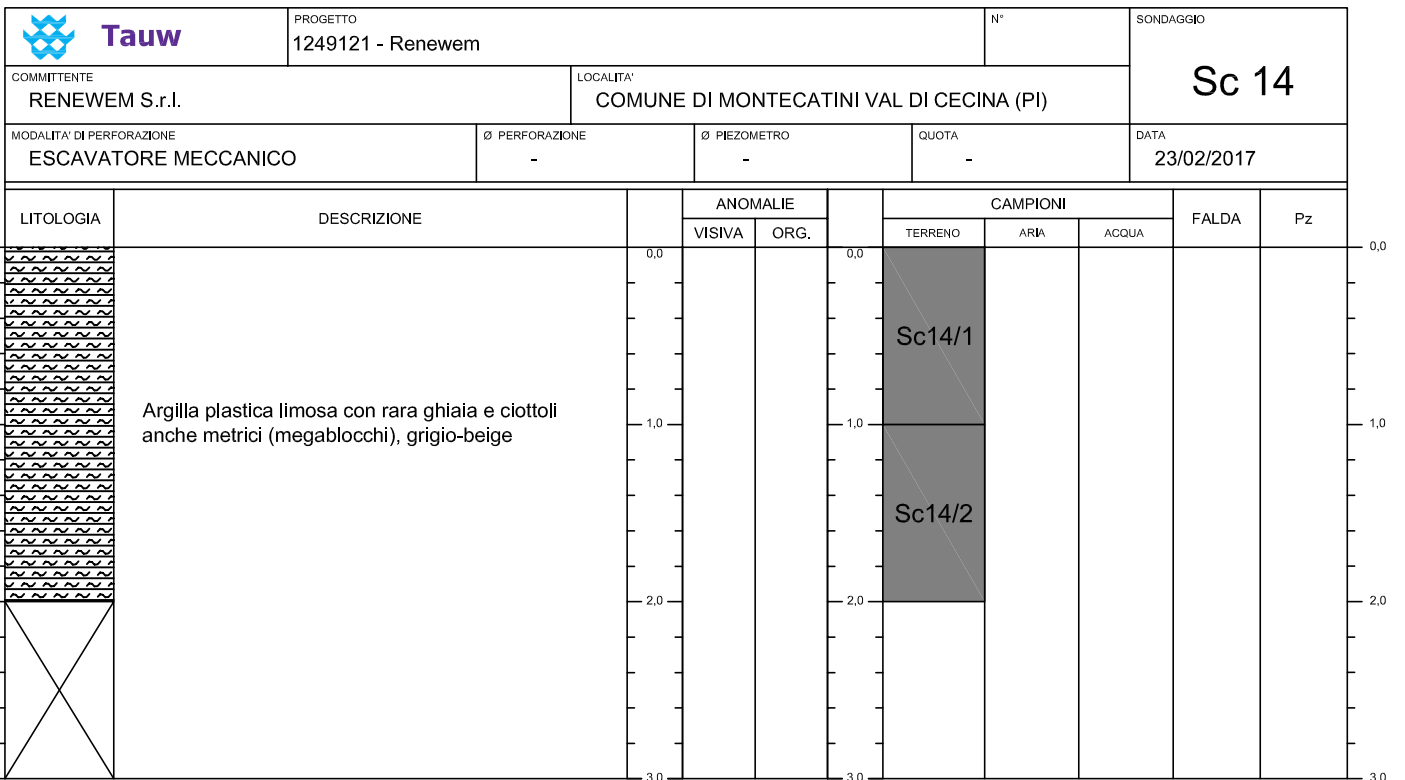 Tauw
PROGETTO
1249121 - Renewem
N°
SONDAGGIO
Sc 14
COMMITTENTE
RENEWEM S.r.l.
LOCALITA'
COMUNE DI MONTECATINI VAL DI CECINA (PI)
MODALITA' DI PERFORAZIONE
ESCAVATORE MECCANICO
Ø PERFORAZIONE
-
Ø PIEZOMETRO
-
QUOTA
-
DATA
23/02/2017
LITOLOGIA
DESCRIZIONE
ANOMALIE
VISIVA
ORG.
CAMPIONI
TERRENO
ARIA
ACQUA
FALDA
Pz
0,0
0,0
0,0
Sc14/1
Argilla plastica limosa con rara ghiaia e ciottoli
anche metrici (megablocchi), grigio-beige
1,0
1,0
1,0
Sc14/2
2,0
2,0
2,0
3,0
3,0
3,0